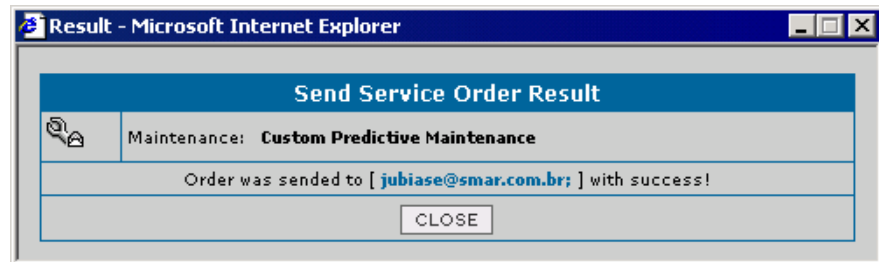 Result - Microsoft Internet Explorer
Send Service Order Result
Maintenance: Custom Predictive Maintenance
Order was sended to [ jubiase@smar.com.br; ] with success!
CLOSE